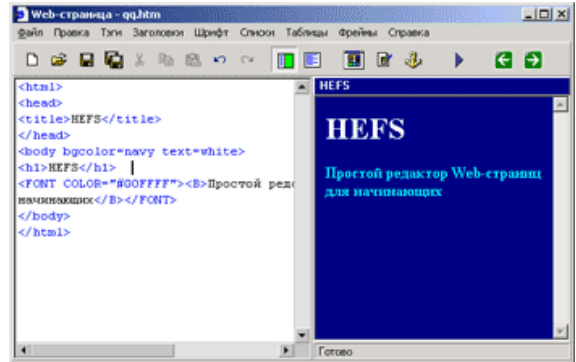 Web-страница - qq.htm
Файл Правка Тэги Заголовки Шрифт Списки Таблицы Фреймы Справка
<html>
<head>
<title>HEFS</title>
</head>
<body bgcolor=navy text=white>
<h1>HEFS</h1>
<FONT COLOR="#00FFFF"><B>Простой реда
начинающих</B></FONT>
</body>
</html>
HEFS
HEFS
Простой редактор Web-страниц
для начинающих
Готово